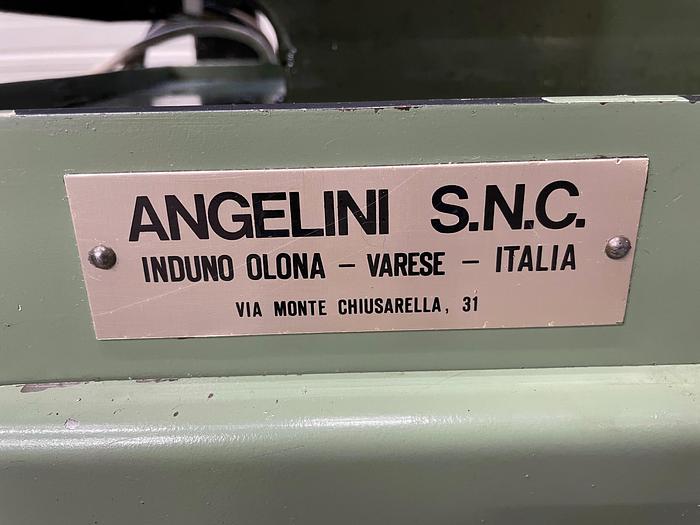 ANGELINI S.N.C.
INDUNO OLONA – VARESE – ITALIA
VIA MONTE CHIUSARELLA, 31